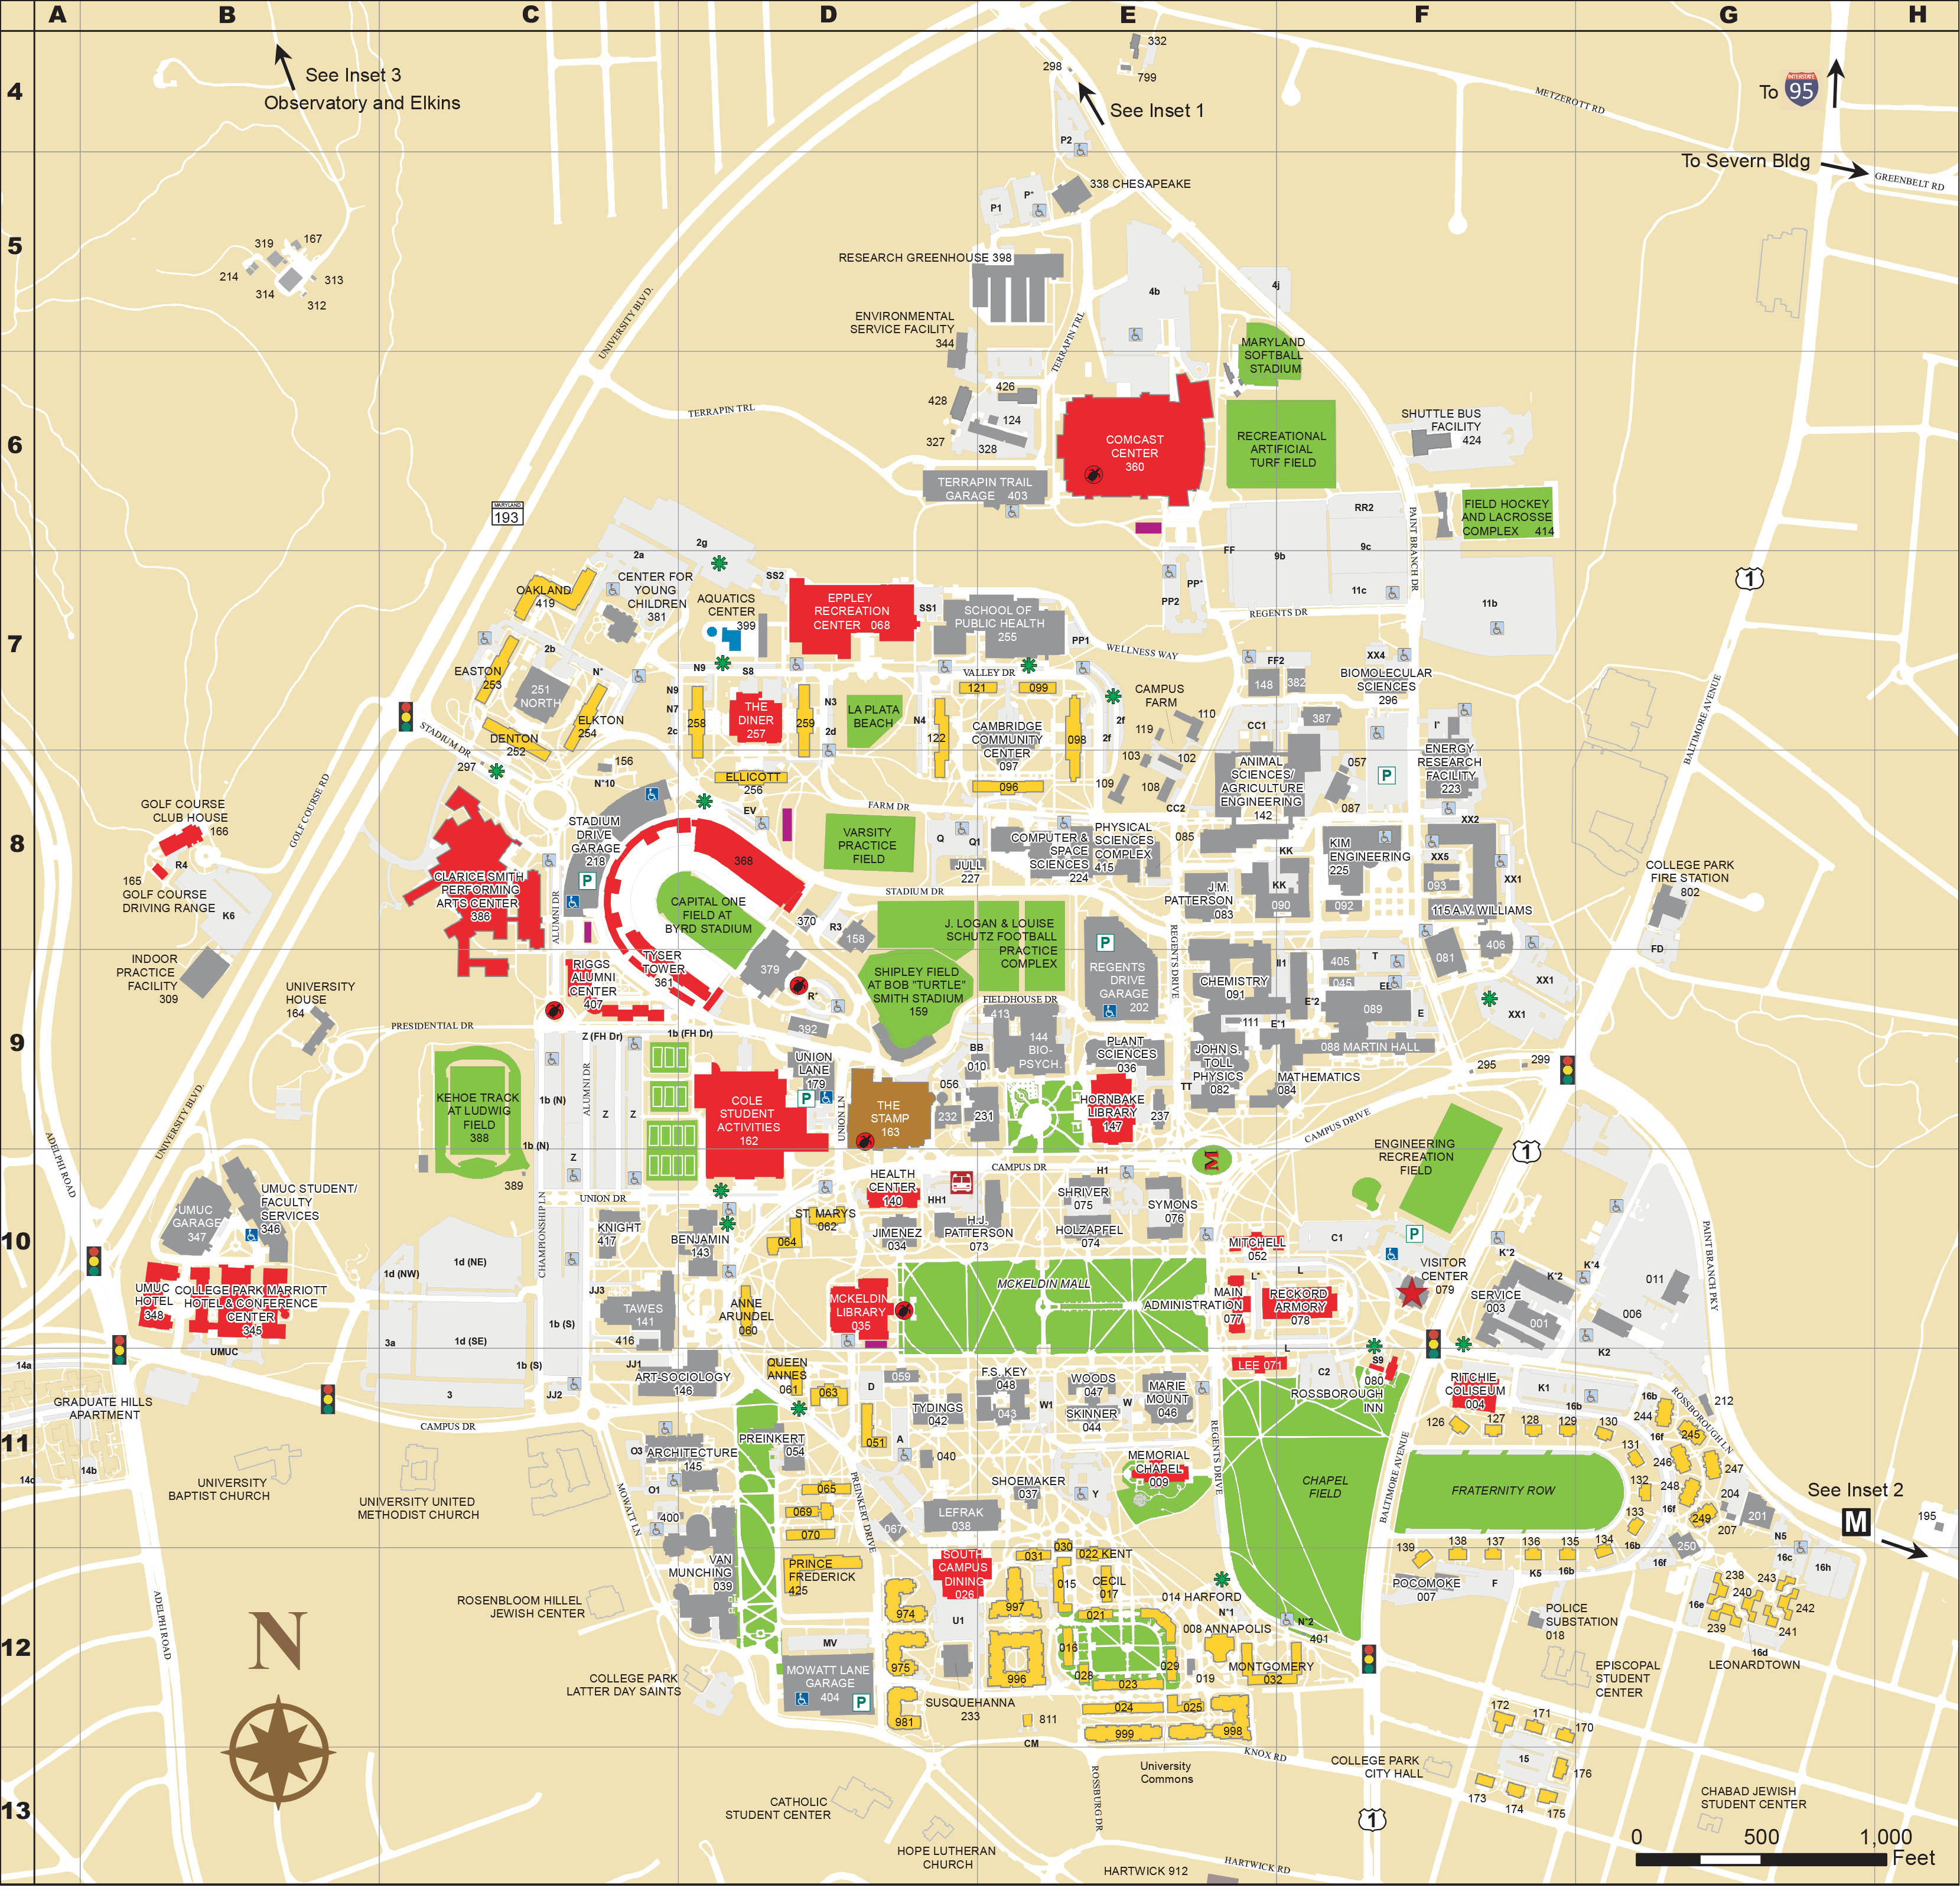 A
B
C
D
E
F
G
H
4
See Inset 3
Observatory and Elkins
332
298
799
See Inset 1
METZEROTT RD
To
INTERSTATE
95
P2
To Severn Bldg
GREENBELT RD
338 CHESAPEAKE
P1
P*
5
319
167
214
313
314
312
RESEARCH GREENHOUSE 398
4b
4j
UNIVERSITY BLVD.
ENVIRONMENTAL
SERVICE FACILITY
344
TERRAPIN TRL
MARYLAND
SOFTBALL
STADIUM
6
TERRAPIN TRL
426
428
124
327
328
COMCAST
CENTER
360
RECREATIONAL
ARTIFICIAL
TURF FIELD
SHUTTLE BUS
FACILITY
424
TERRAPIN TRAIL
GARAGE 403
MARYLAND
193
RR2
PAINT BRANCH DR
FIELD HOCKEY
AND LACROSSE
COMPLEX 414
2g
2a
FF
9b
9c
7
OAKLAND
419
CENTER FOR
YOUNG
CHILDREN
381
AQUATICS
CENTER
399
SS2
EPPLEY
RECREATION
CENTER 068
SS1
SCHOOL OF
PUBLIC HEALTH
255
PP*
PP2
PP1
11c
11b
REGENTS DR
1
2b
EASTON
253
251
NORTH
N*
ELKTON
254
DENTON
252
N9
S8
N9
N7
2c
258
THE
DINER
257
259
N3
2d
LA PLATA
BEACH
N4
122
VALLEY DR
121
099
CAMBRIDGE
COMMUNITY
CENTER
097
098
2f
2f
WELLNESS WAY
CAMPUS
FARM
119
110
103
102
109
108
FF2
148
382
CC1
387
XX4
BIOMOLECULAR
SCIENCES
296
I*
ENERGY
RESEARCH
FACILITY
223
STADIUM DR
297
156
N*10
ELLICOTT
256
096
FARM DR
CC2
ANIMAL
SCIENCES/
AGRICULTURE
ENGINEERING
142
057
087
P
XX2
BALTIMORE AVENUE
8
GOLF COURSE
CLUB HOUSE
166
R4
165
GOLF COURSE
DRIVING RANGE
K6
GOLF COURSE RD
STADIUM
DRIVE
GARAGE
218
P
EV
VARSITY
PRACTICE
FIELD
Q
Q1
JULL
227
COMPUTER &
SPACE
SCIENCES
224
PHYSICAL
SCIENCES
COMPLEX
415
085
KK
KIM
ENGINEERING
225
XX5
093
XX1
CLARICE SMITH
PERFORMING
ARTS CENTER
386
ALUMNI DR
368
CAPITAL ONE
FIELD AT
BYRD STADIUM
STADIUM DR
J.M.
PATTERSON
083
KK
090
092
115 A.V. WILLIAMS
COLLEGE PARK
FIRE STATION
802
FD
INDOOR
PRACTICE
FACILITY
309
370
R3
158
379
TYSER
TOWER
361
RIGGS
ALUMNI
CENTER
407
J. LOGAN & LOUISE
SCHUTZ FOOTBALL
PRACTICE
COMPLEX
SHIPLEY FIELD
AT BOB "TURTLE"
SMITH STADIUM
159
R*
P
REGENTS
DRIVE
GARAGE
202
REGENTS DRIVE
CHEMISTRY
091
II1
405
T
045
EE
E*2
089
E
081
406
XX1
XX1
9
UNIVERSITY
HOUSE
164
PRESIDENTIAL DR
Z (FH Dr)
1b (FH Dr)
392
FIELDHOUSE DR
413
144
BIO-
PSYCH.
111
E*1
088 MARTIN HALL
BB
010
PLANT
SCIENCES
036
JOHN S.
TOLL
PHYSICS
082
MATHEMATICS
084
295
299
UNION
LANE
179
P
056
232
231
TT
KEHOE TRACK
AT LUDWIG
FIELD
388
1b (N)
ALUMNI DR
Z
Z
1b (N)
Z
COLE
STUDENT
ACTIVITIES
162
UNION LN
THE
STAMP
163
HORNBAKE
LIBRARY
147
237
M
CAMPUS DRIVE
ENGINEERING
RECREATION
FIELD
1
UNIVERSITY BLVD.
ADELPHI ROAD
389
UNION DR
CAMPUS DR
H1
10
UMUC
GARAGE
347
UMUC STUDENT/
FACULTY
SERVICES
346
CHAMPIONSHIP LN
KNIGHT
417
BENJAMIN
143
ST. MARYS
062
064
HEALTH
CENTER
140
HH1
JIMENEZ
034
H.J.
PATTERSON
073
SHRIVER
075
HOLZAPFEL
074
SYMONS
076
MITCHELL
052
C1
P
VISITOR
CENTER
079
K*2
K*2
K*4
011
PAINT BRANCH PKY
1d (NW)
1d (NE)
UMUC
HOTEL
348
COLLEGE PARK MARRIOTT
HOTEL & CONFERENCE
CENTER
345
UMUC
JJ3
TAWES
141
416
ANNE
ARUNDEL
060
MCKELDIN
LIBRARY
035
MCKELDIN MALL
MAIN
ADMINISTRATION
077
L*
L
RECKORD
ARMORY
078
L
SERVICE
003
001
006
K2
3a
1d (SE)
1b (S)
1b (S)
14a
JJ1
ART-SOCIOLOGY
146
JJ2
QUEEN
ANNES
061
063
D
059
F.S. KEY
048
043
W1
WOODS
047
SKINNER
044
W
MARIE
MOUNT
046
LEE 071
C2
S9
080
ROSSBOROUGH
INN
RITCHIE
COLISEUM
004
K1
16b
16b
ROSSBOROUGH LN
212
GRADUATE HILLS
APARTMENT
3
CAMPUS DR
11
14b
14c
UNIVERSITY
BAPTIST CHURCH
UNIVERSITY UNITED
METHODIST CHURCH
O3
ARCHITECTURE
145
O1
MOWATT LN
400
PREINKERT
054
051
A
TYDINGS
042
040
SHOEMAKER
037
Y
MEMORIAL
CHAPEL
009
REGENTS DRIVE
CHAPEL
FIELD
BALTIMORE AVENUE
126
127
128
129
130
131
132
133
FRATERNITY ROW
244
16f
245
246
247
248
16f
249
204
207
201
250
N5
See Inset 2
M
195
065
069
070
PREINKERT DRIVE
067
LEFRAK
038
139
138
137
136
135
134
16b
16f
16c
16h
VAN
MUNCHING
039
PRINCE
FREDERICK
425
SOUTH
CAMPUS
DINING
026
031
030
022 KENT
015
CECIL
017
014 HARFORD
POCOMOKE
007
F
K5
16b
238
240
243
242
16e
239
241
16d
LEONARDTOWN
ROSENBLOOM HILLEL
JEWISH CENTER
ADELPHI ROAD
N
12
974
997
U1
021
N*1
N*2
008 ANNAPOLIS
401
POLICE
SUBSTATION
018
MV
MOWATT LANE
GARAGE
404
P
975
996
016
028
029
023
019
MONTGOMERY
032
EPISCOPAL
STUDENT
CENTER
COLLEGE PARK
LATTER DAY SAINTS
981
SUSQUEHANNA
233
811
024
025
999
998
CM
172
171
170
KNOX RD
13
University
Commons
ROSSBURG DR
COLLEGE PARK
CITY HALL
15
176
173
174
175
CATHOLIC
STUDENT CENTER
HOPE LUTHERAN
CHURCH
HARTWICK 912
HARTWICK RD
1
CHABAD JEWISH
STUDENT CENTER
0
500
1,000
Feet